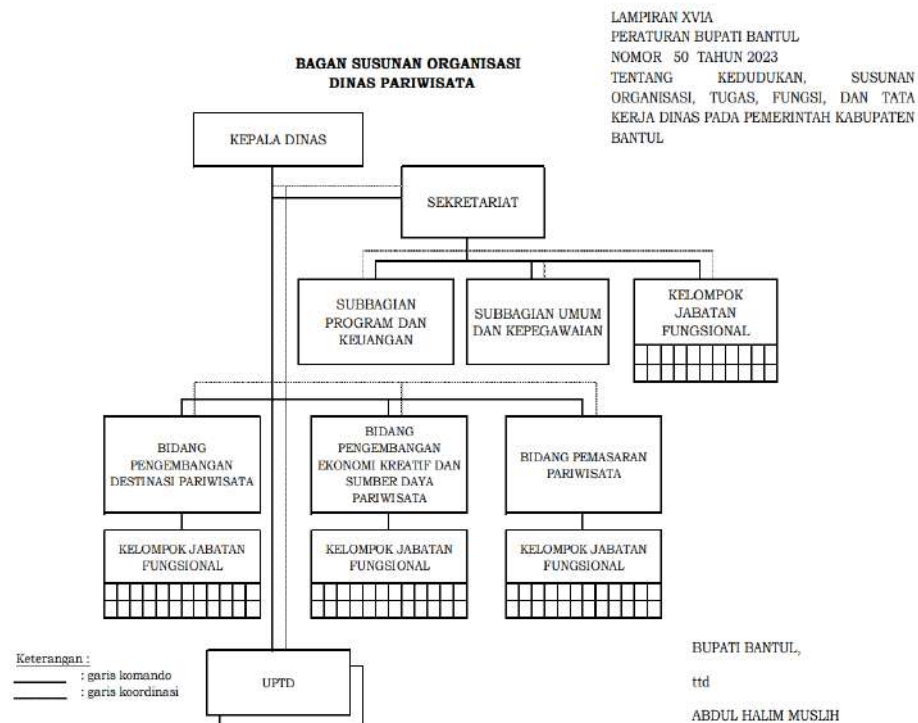 LAMPIRAN XVIA
PERATURAN BUPATI BANTUL
NOMOR 50 TAHUN 2023
TENTANG KEDUDUKAN, SUSUNAN
ORGANISASI, TUGAS, FUNGSI, DAN TATA
KERJA DINAS PADA PEMERINTAH KABUPATEN
BANTUL
BAGAN SUSUNAN ORGANISASI
DINAS PARIWISATA
KEPALA DINAS
SEKRETARIAT
SUBBAGIAN
PROGRAM DAN
KEUANGAN
SUBBAGIAN UMUM
DAN KEPEGAWAIAN
KELOMPOK
JABATAN
FUNGSIONAL
BIDANG
PENGEMBANGAN
DESTINASI PARIWISATA
BIDANG
PENGEMBANGAN
EKONOMI KREATIF DAN
SUMBER DAYA
PARIWISATA
BIDANG PEMASARAN
PARIWISATA
KELOMPOK JABATAN
FUNGSIONAL
KELOMPOK JABATAN
FUNGSIONAL
KELOMPOK JABATAN
FUNGSIONAL
Keterangan :
: garis komando
: garis koordinasi
UPTD
BUPATI BANTUL,
ttd
ABDUL HALIM MUSLIH